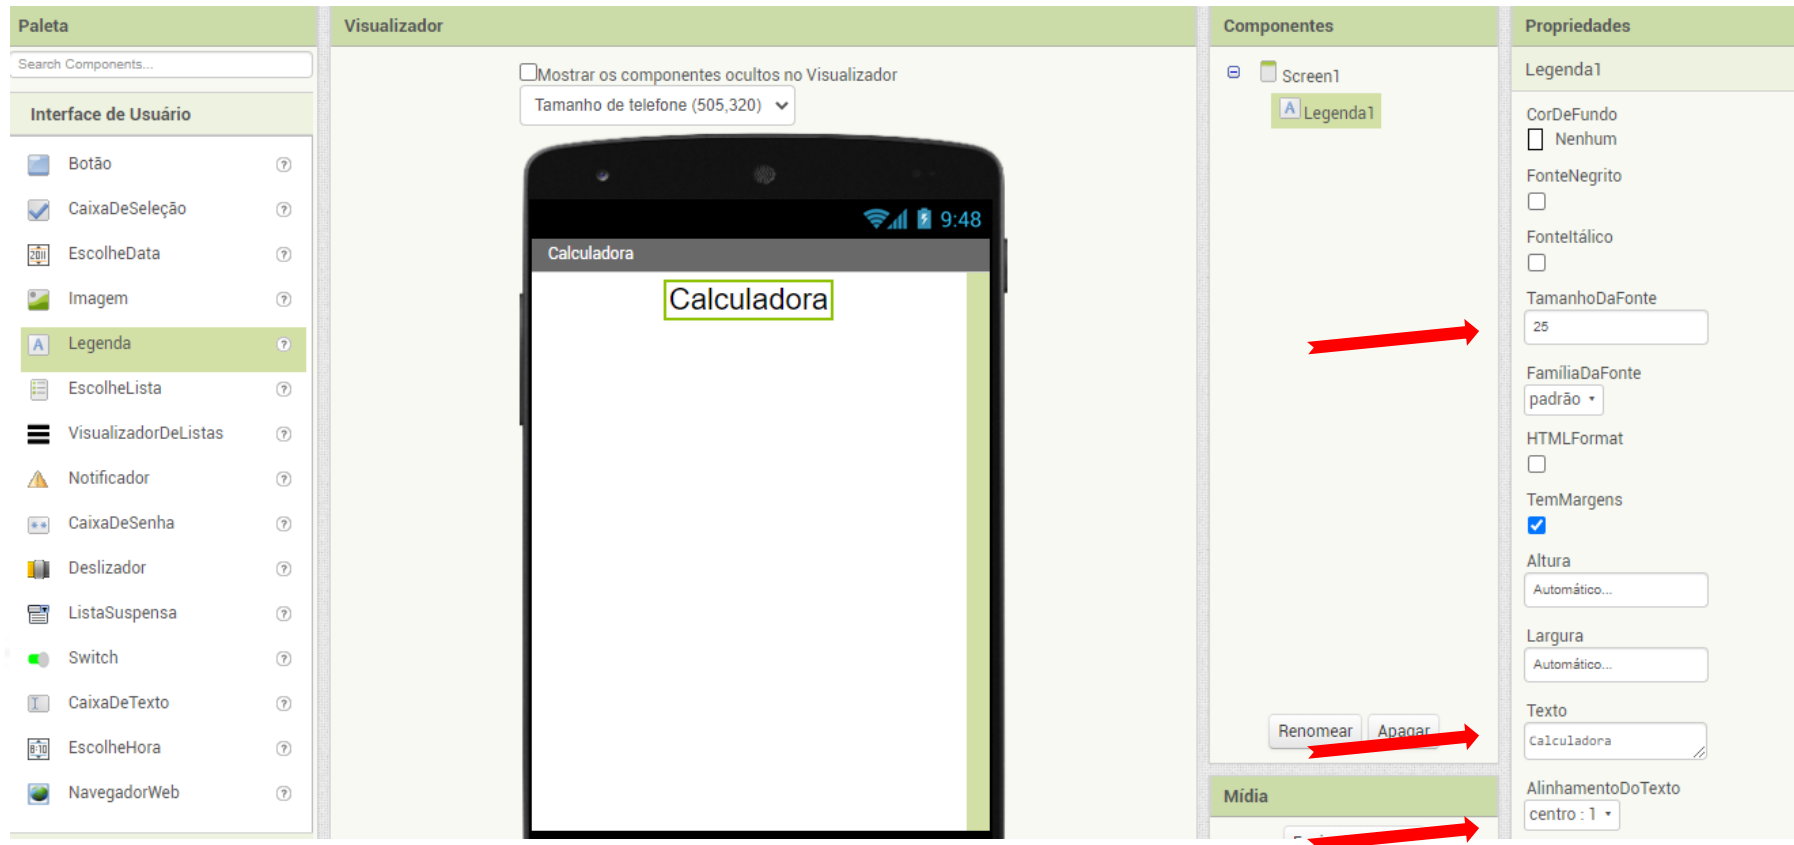 Paleta
Search Components...
Interface de Usuário
Botão
CaixaDeSeleção
EscolheData
Imagem
Legenda
EscolheLista
VisualizadorDeListas
Notificador
CaixaDeSenha
Deslizador
ListaSuspensa
Switch
CaixaDeTexto
EscolheHora
NavegadorWeb
Visualizador
Mostrar os componentes ocultos no Visualizador
Tamanho de telefone (505,320)
9:48
Calculadora
Calculadora
Componentes
Screen1
Legenda1
Renomear Apagar
Mídia
Propriedades
Legenda1
CorDeFundo
Nenhum
FonteNegrito
FonteItálico
TamanhoDaFonte
25
FamíliaDaFonte
padrão
HTMLFormat
TemMargens
Altura
Automático...
Largura
Automático...
Texto
Calculadora
AlinhamentoDoTexto
centro : 1